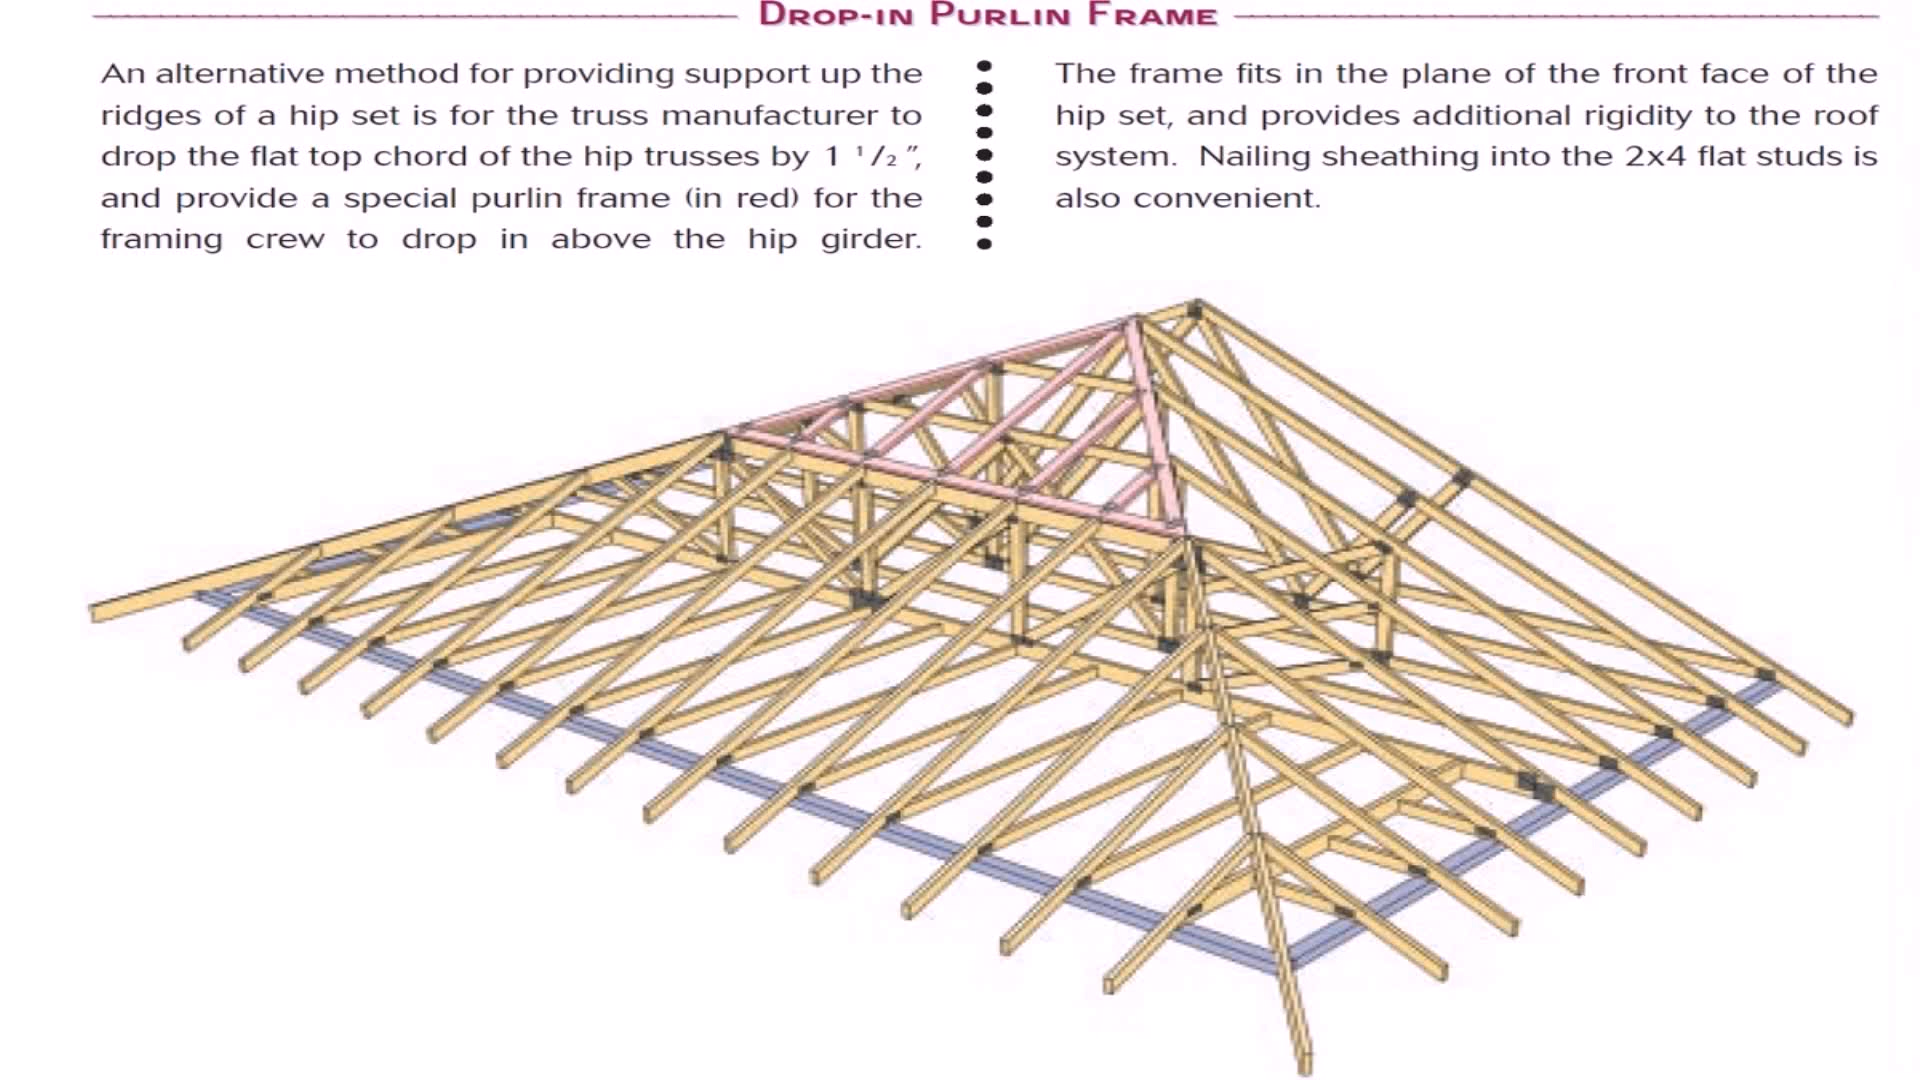 DROP-IN PURLIN FRAME
An alternative method for providing support up the
ridges of a hip set is for the truss manufacturer to
drop the flat top chord of the hip trusses by 1 1/2 ″,
and provide a special purlin frame (in red) for the
framing crew to drop in above the hip girder.
The frame fits in the plane of the front face of the
hip set, and provides additional rigidity to the roof
system. Nailing sheathing into the 2x4 flat studs is
also convenient.